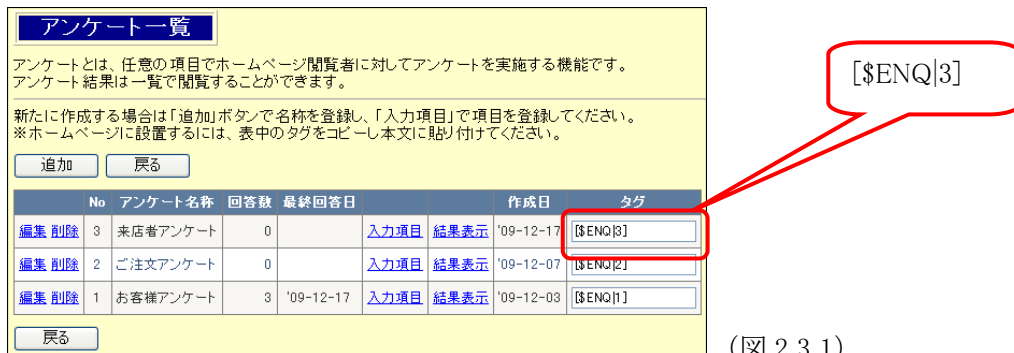 アンケート一覧
アンケートとは、任意の項目でホームページ閲覧者に対してアンケートを実施する機能です。
アンケート結果は一覧で閲覧することができます。
新たに作成する場合は「追加」ボタンで名称を登録し、「入力項目」で項目を登録してください。
※ホームページに設置するには、表中のタグをコピーし本文に貼り付けてください。
追加 戻る
No アンケート名称 回答数 最終回答日 作成日 タグ
編集 削除 3 来店者アンケート 0 入力項目 結果表示 '09-12-17 [$ENQ|3]
編集 削除 2 ご注文アンケート 0 入力項目 結果表示 '09-12-07 [$ENQ|2]
編集 削除 1 お客様アンケート 3 '09-12-17 入力項目 結果表示 '09-12-03 [$ENQ|1]
戻る
[$ENQ|3]
(図 2.3.1)